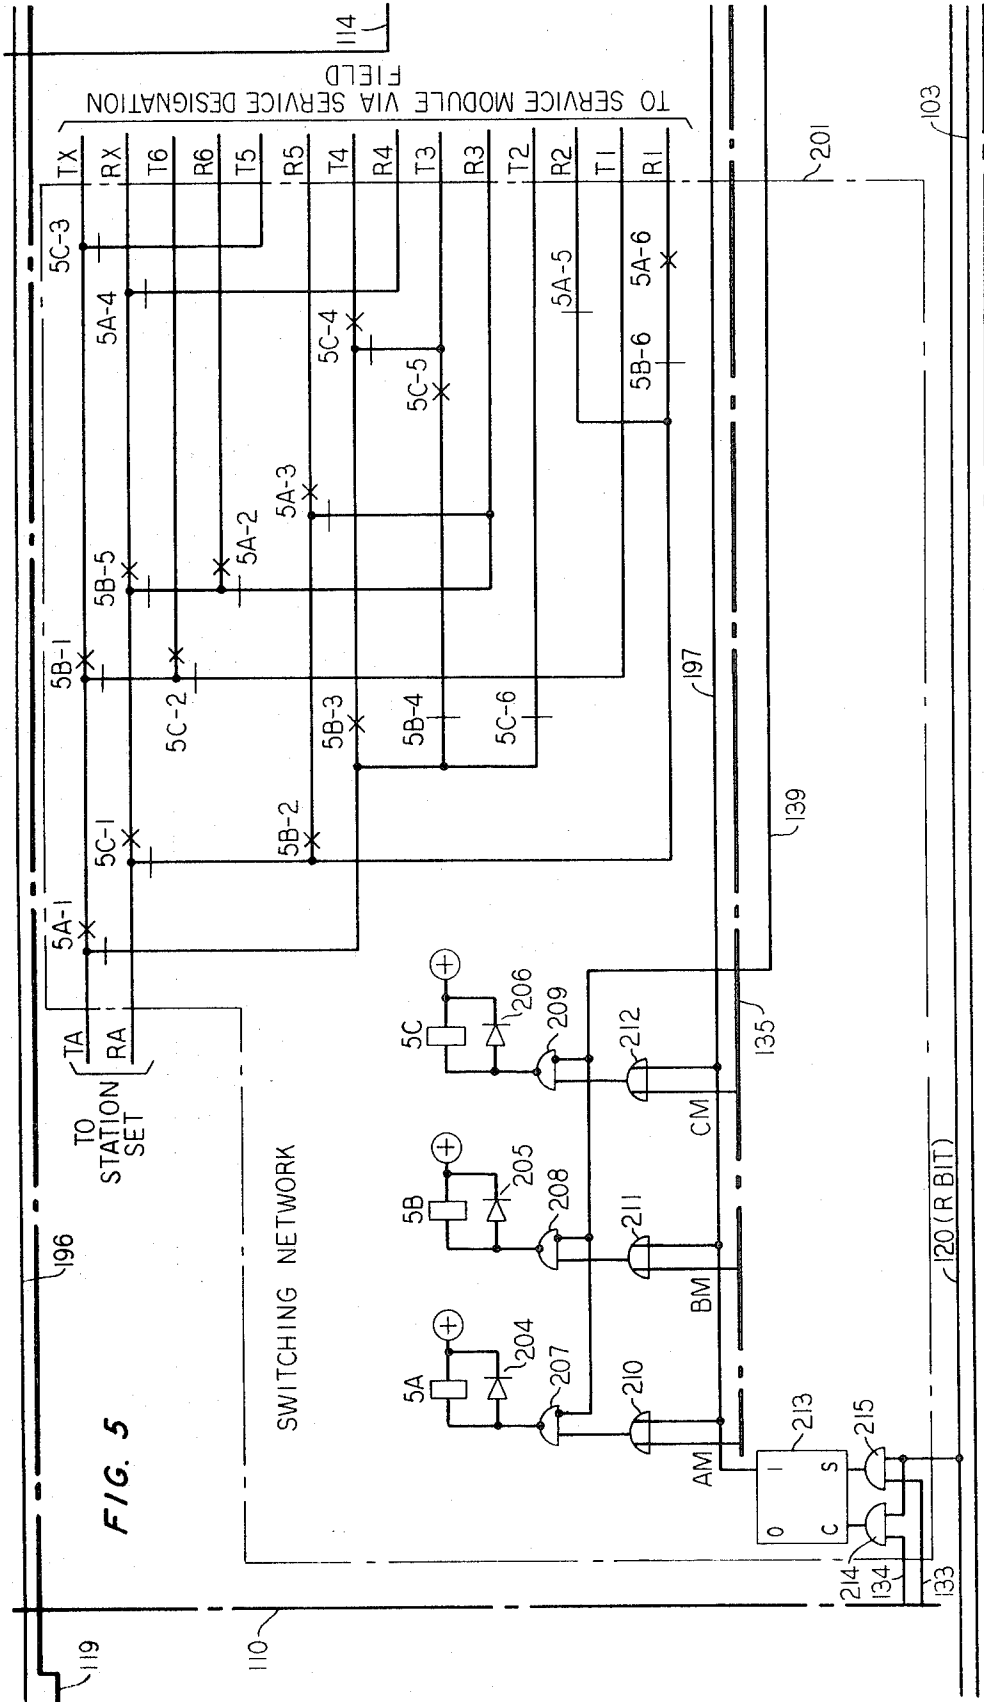 FIG. 5
196
119
110
114
TO STATION SET
TA
RA
SWITCHING NETWORK
TO SERVICE MODULE VIA SERVICE DESIGNATION FIELD
TX
RX
T6
R6
T5
R5
T4
R4
T3
R3
T2
R2
T1
R1
5A-1
5C-1
5B-1
5B-5
5A-4
5C-3
5C-2
5A-2
5B-2
5A-3
5B-3
5C-4
5B-4
5C-5
5C-6
5A-5
5B-6
5A-6
5A
5B
5C
204
205
206
207
208
209
210
211
212
AM
BM
CM
197
135
139
201
213
0
1
C
S
214
215
134
133
120 (R BIT)
103